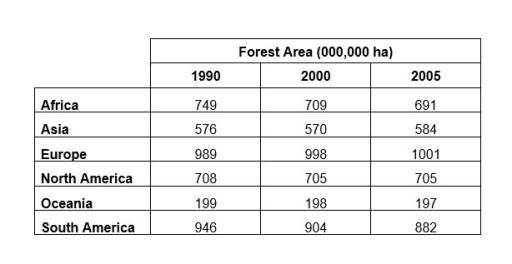 Forest Area (000,000 ha)
1990 2000 2005
Africa 749 709 691
Asia 576 570 584
Europe 989 998 1001
North America 708 705 705
Oceania 199 198 197
South America 946 904 882